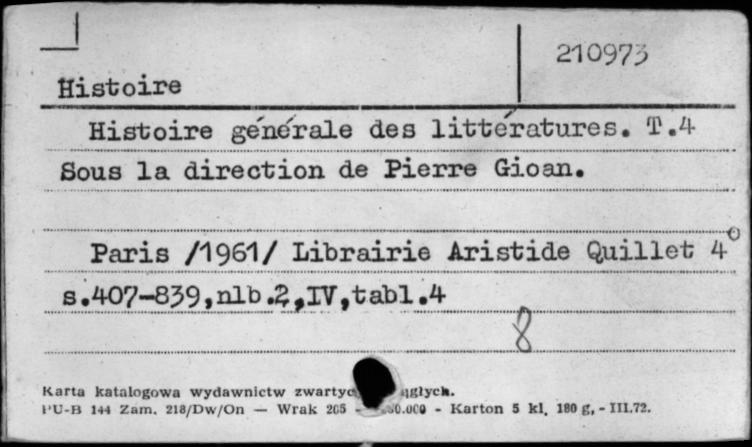 210973
Histoire
Histoire générale des littératures. T.4
Sous la direction de Pierre Gioan.
Paris /1961/ Librairie Aristide Quillet 4°
s.407-839,nlb.2,IV,tabl.4
8
Karta katalogowa wydawnictw
PU-B 144 Zam. 218/Dw/On — Wrak 205 - Karton 5 kl. 180 g, - III.72.